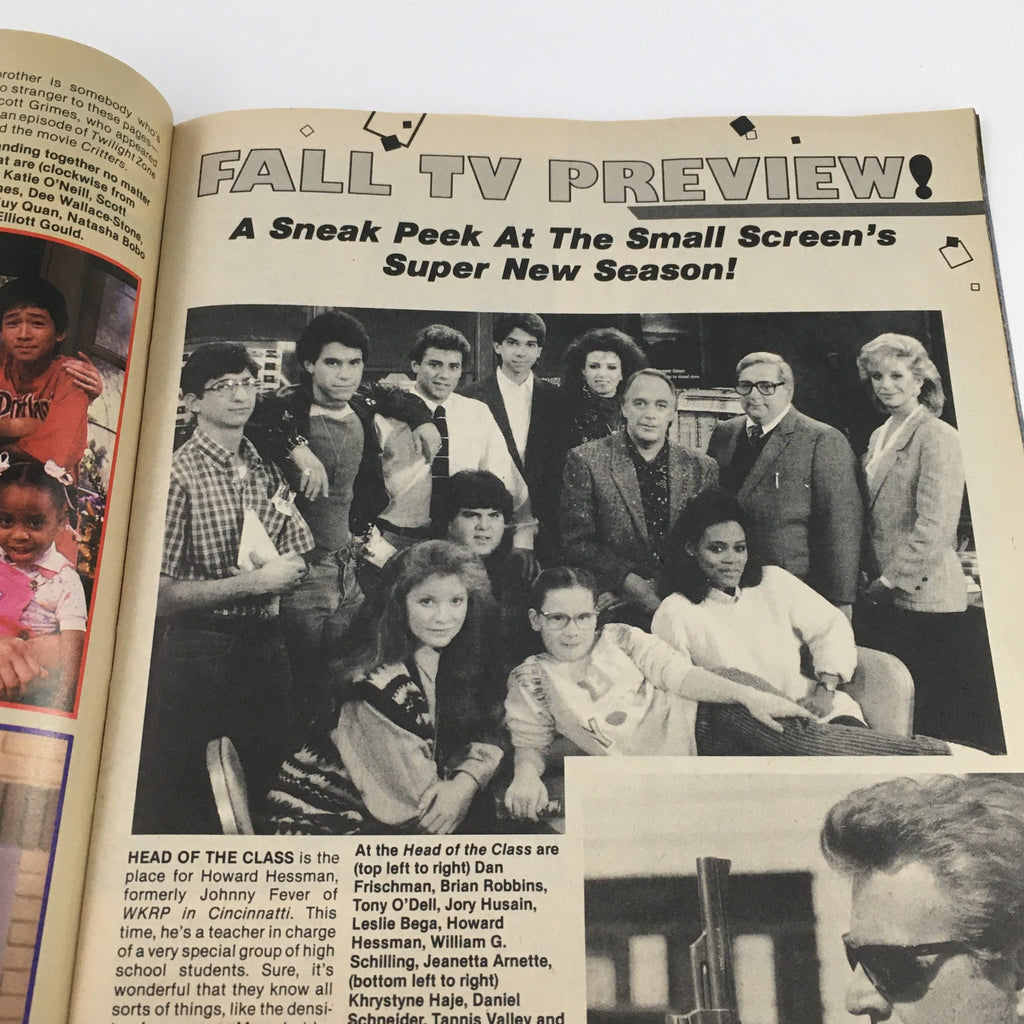 brother is somebody who's
o stranger to these pages—
cott Grimes, who appeared
an episode of Twilight Zone
d the movie Critters.
anding together no matter
at are (clockwise from
Katie O'Neill, Scott
nes, Dee Wallace-Stone,
uy Quan, Natasha Bobo
Elliott Gould.
FALL TV PREVIEW!
A Sneak Peek At The Small Screen's
Super New Season!
HEAD OF THE CLASS is the
place for Howard Hessman,
formerly Johnny Fever of
WKRP in Cincinnatti. This
time, he's a teacher in charge
of a very special group of high
school students. Sure, it's
wonderful that they know all
sorts of things, like the densi-
At the Head of the Class are
(top left to right) Dan
Frischman, Brian Robbins,
Tony O'Dell, Jory Husain,
Leslie Bega, Howard
Hessman, William G.
Schilling, Jeanetta Arnette,
(bottom left to right)
Khrystyne Haje, Daniel
Schneider, Tannis Valley and